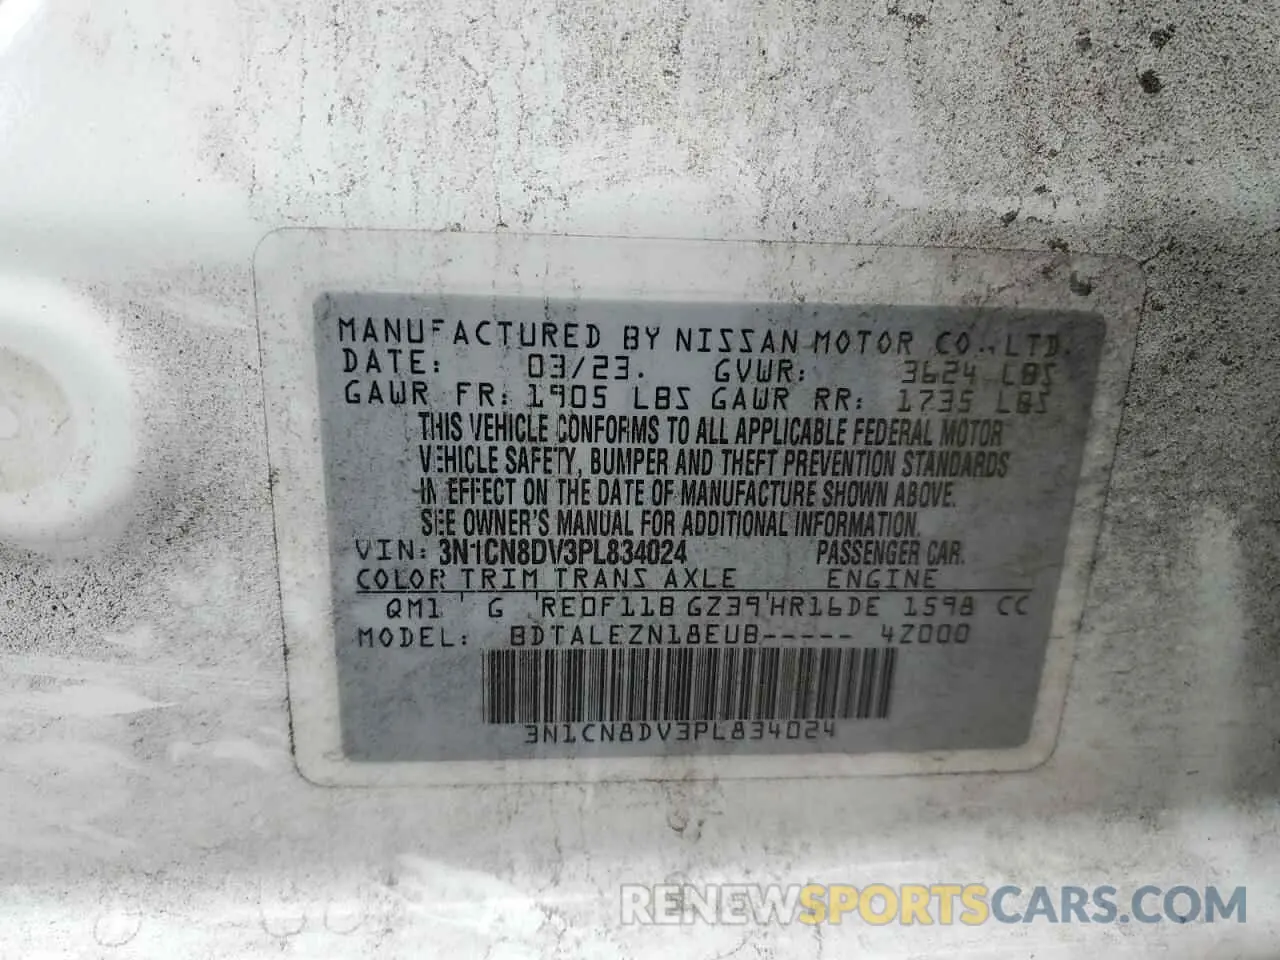 MANUFACTURED BY NISSAN MOTOR CO., LTD.
DATE: 03/23. GVWR: 3624 LBS
GAWR FR: 1905 LBS GAWR RR: 1735 LBS
THIS VEHICLE CONFORMS TO ALL APPLICABLE FEDERAL MOTOR
VEHICLE SAFETY, BUMPER AND THEFT PREVENTION STANDARDS
IN EFFECT ON THE DATE OF MANUFACTURE SHOWN ABOVE.
SEE OWNER'S MANUAL FOR ADDITIONAL INFORMATION.
VIN: 3N1CN8DV3PL834024 PASSENGER CAR.
COLOR TRIM TRANS AXLE ENGINE
QM1 G RE0F11B GZ39 HR16DE 1598 CC
MODEL: BDTALEZN18EUB----- 4Z000
3N1CN8DV3PL834024
RENEWSPORTSCARS.COM